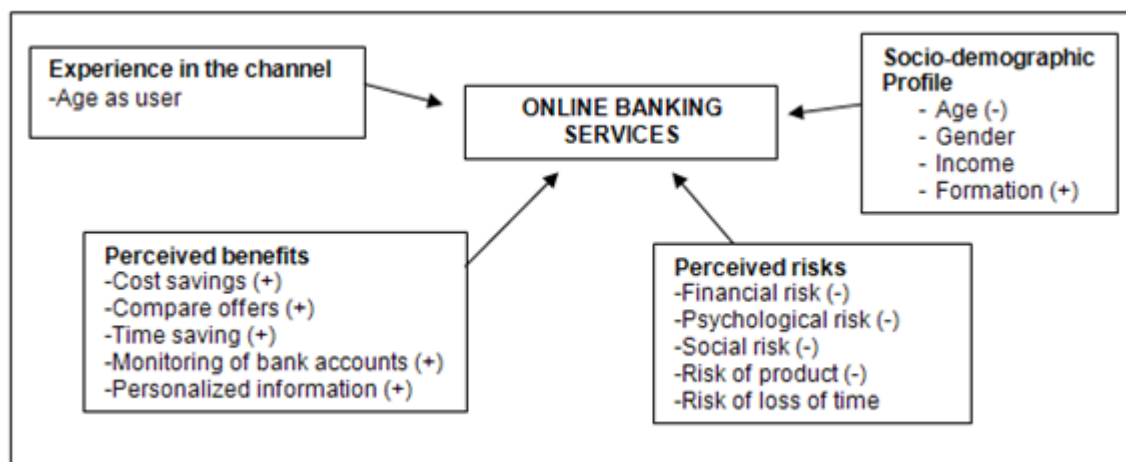 Experience in the channel
-Age as user
ONLINE BANKING
SERVICES
Socio-demographic
Profile
- Age (-)
- Gender
- Income
- Formation (+)
Perceived benefits
-Cost savings (+)
-Compare offers (+)
-Time saving (+)
-Monitoring of bank accounts (+)
-Personalized information (+)
Perceived risks
-Financial risk (-)
-Psychological risk (-)
-Social risk (-)
-Risk of product (-)
-Risk of loss of time